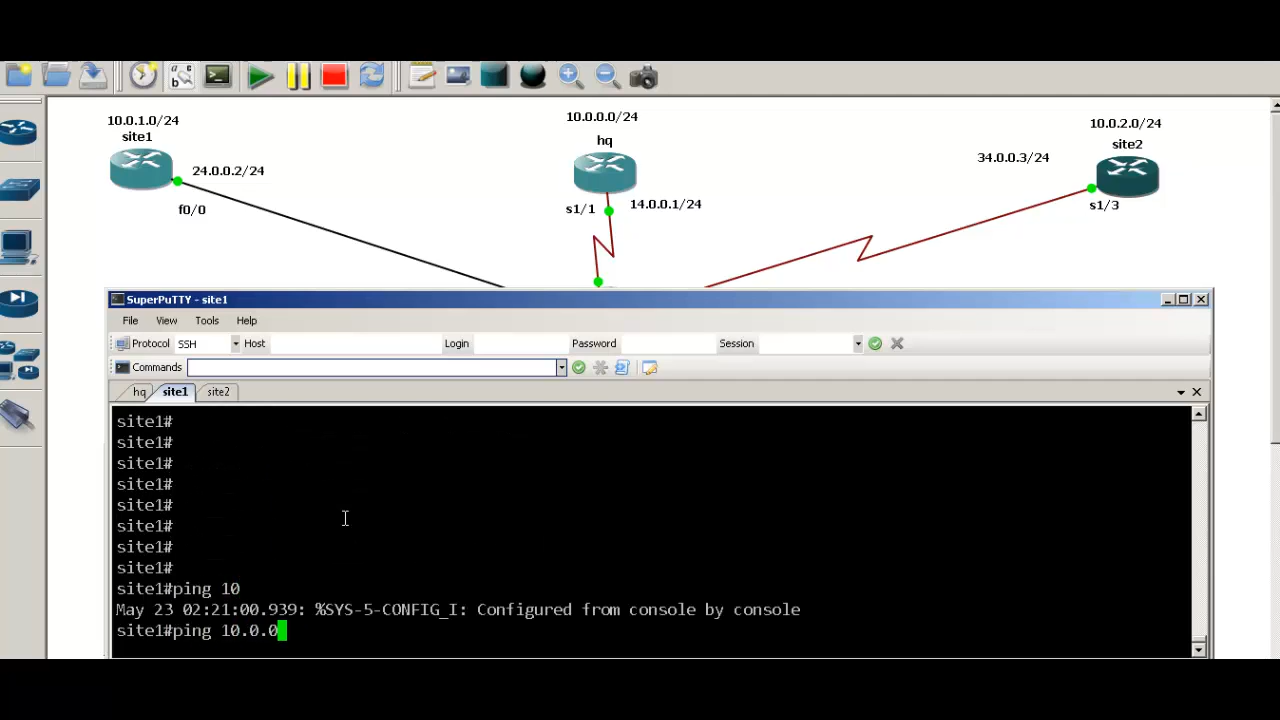 a
b c
10.0.1.0/24
site1
24.0.0.2/24
f0/0
10.0.0.0/24
hq
s1/1
14.0.0.1/24
10.0.2.0/24
site2
34.0.0.3/24
s1/3
SuperPuTTY - site1
File View Tools Help
Protocol SSH Host Login Password Session
Commands
hq site1 site2
site1#
site1#
site1#
site1#
site1#
site1#
site1#
site1#
site1#ping 10
May 23 02:21:00.939: %SYS-5-CONFIG_I: Configured from console by console
site1#ping 10.0.0